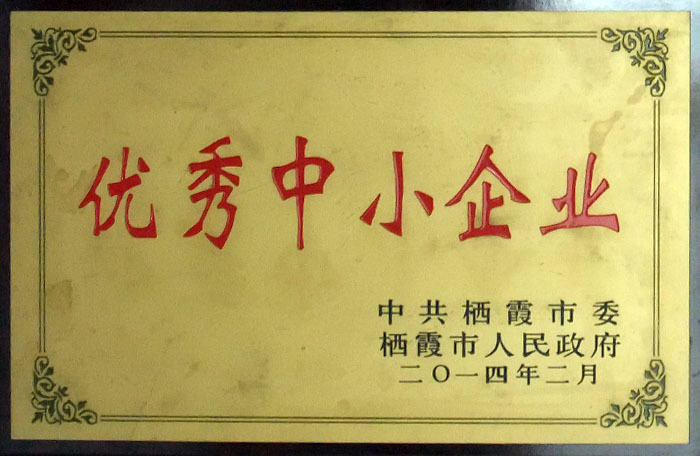 优秀中小企业
中共栖霞市委
栖霞市人民政府
二〇一四年二月